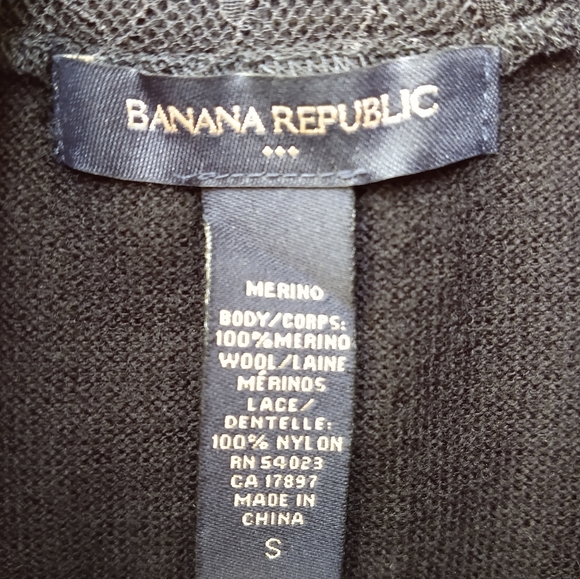 BANANA REPUBLIC
MERINO
BODY/CORPS:
100%MERINO
WOOL/LAINE
MÉRINOS
LACE/
DENTELLE:
100% NYLON
RN 54023
CA 17897
MADE IN
CHINA
S